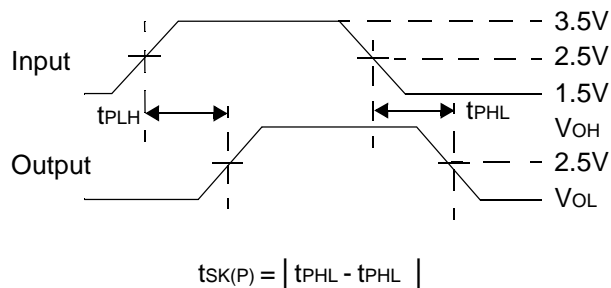 3.5V
Input
2.5V
1.5V
tPLH
tPHL
VOH
Output
2.5V
VOL
tSK(P) = | tPHL - tPHL |